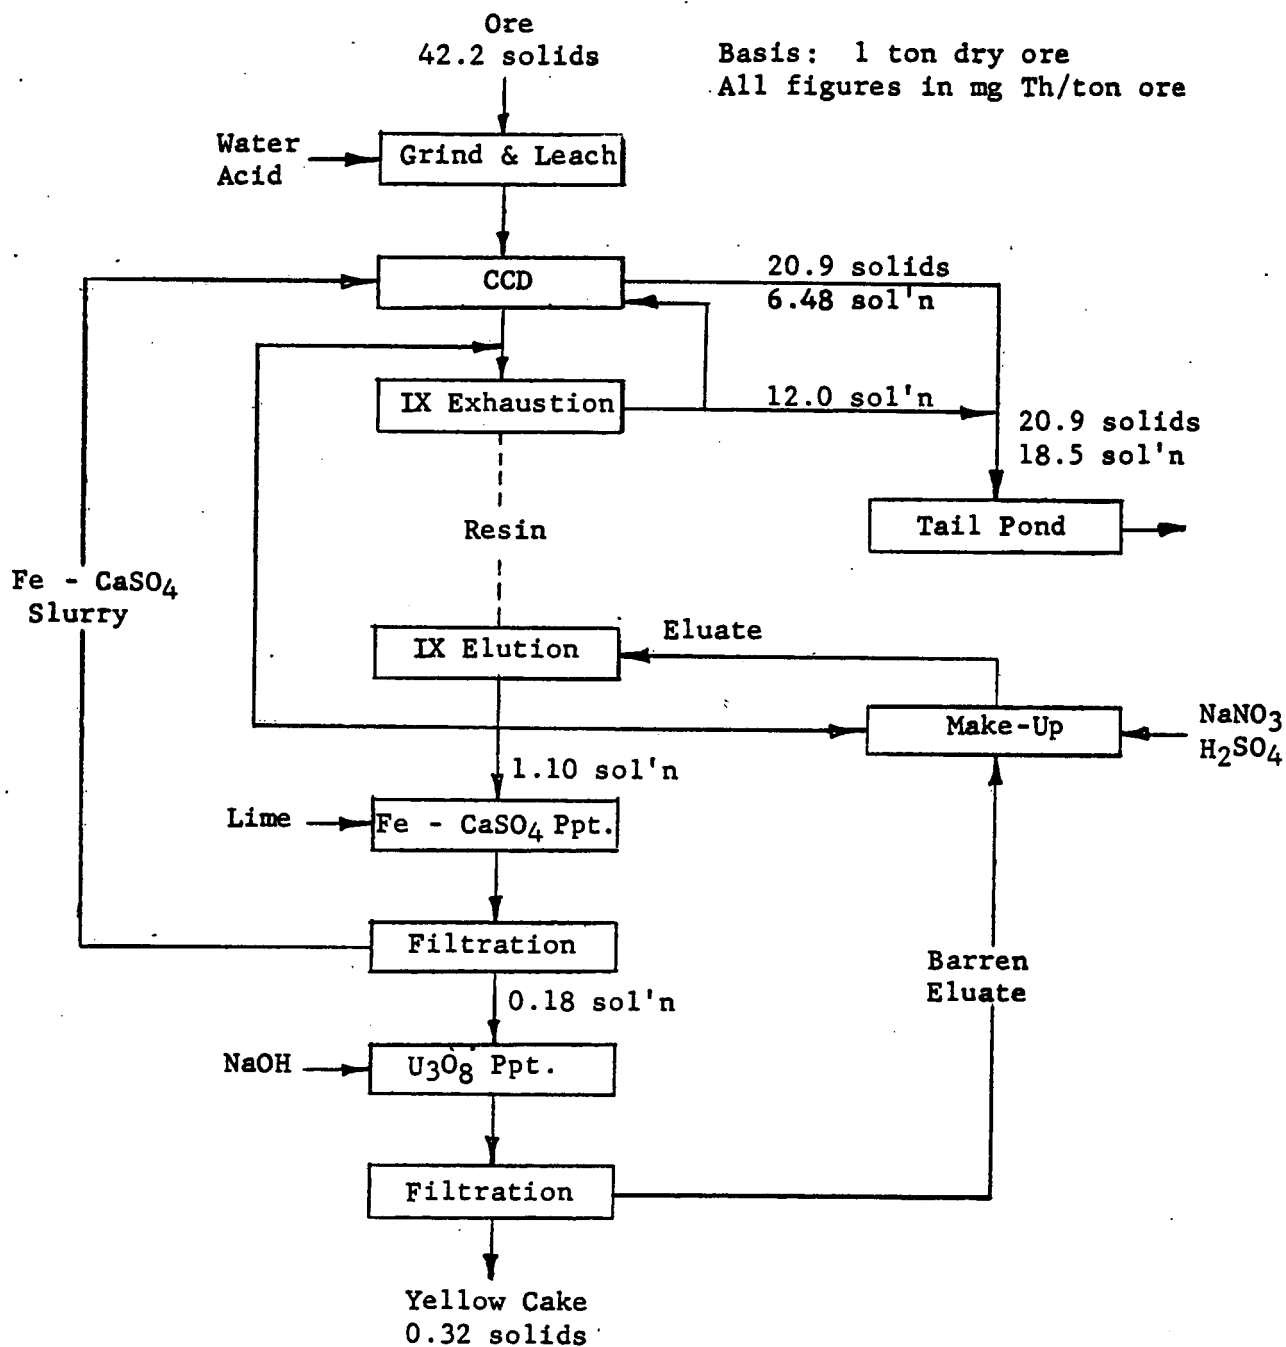 Ore
42.2 solids
Basis: 1 ton dry ore
All figures in mg Th/ton ore
Water
Acid
Grind & Leach
CCD
20.9 solids
6.48 sol'n
IX Exhaustion
12.0 sol'n
20.9 solids
18.5 sol'n
Tail Pond
Resin
Fe - CaSO4
Slurry
IX Elution
Eluate
Make-Up
NaNO3
H2SO4
1.10 sol'n
Lime
Fe - CaSO4 Ppt.
Filtration
Barren
Eluate
0.18 sol'n
NaOH
U3O8 Ppt.
Filtration
Yellow Cake
0.32 solids